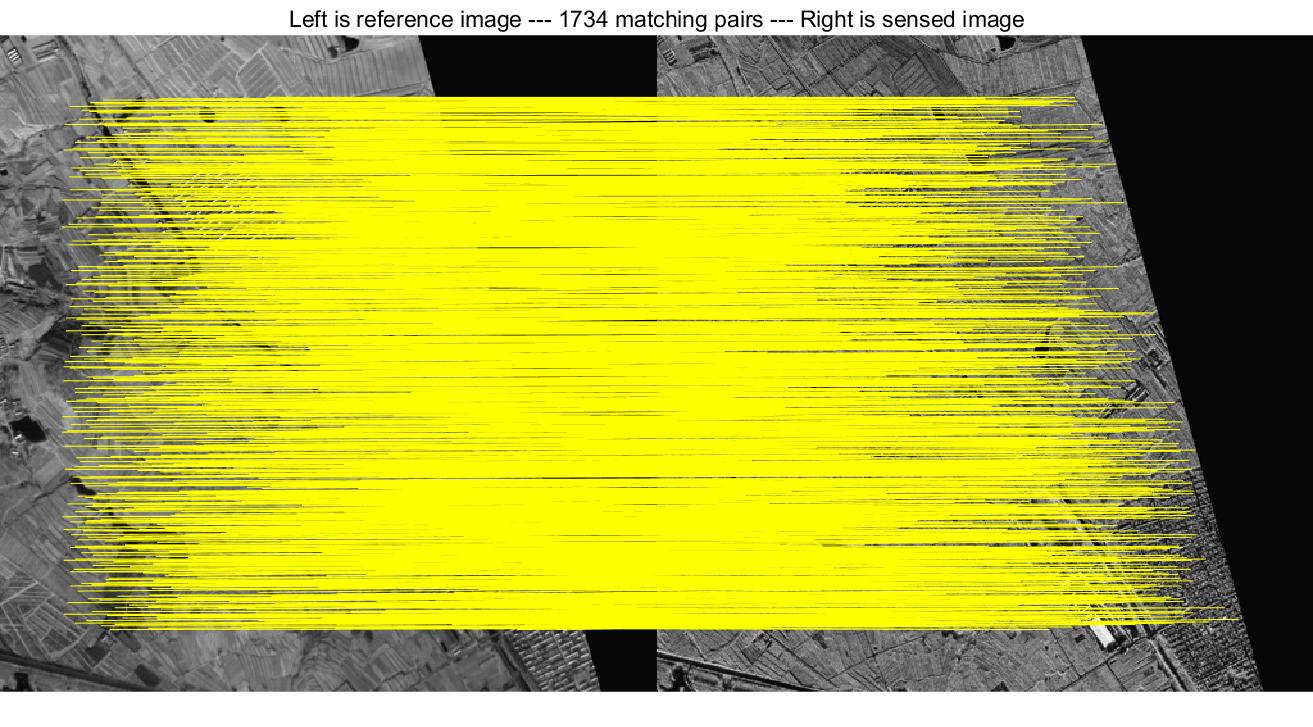 Left is reference image --- 1734 matching pairs --- Right is sensed image